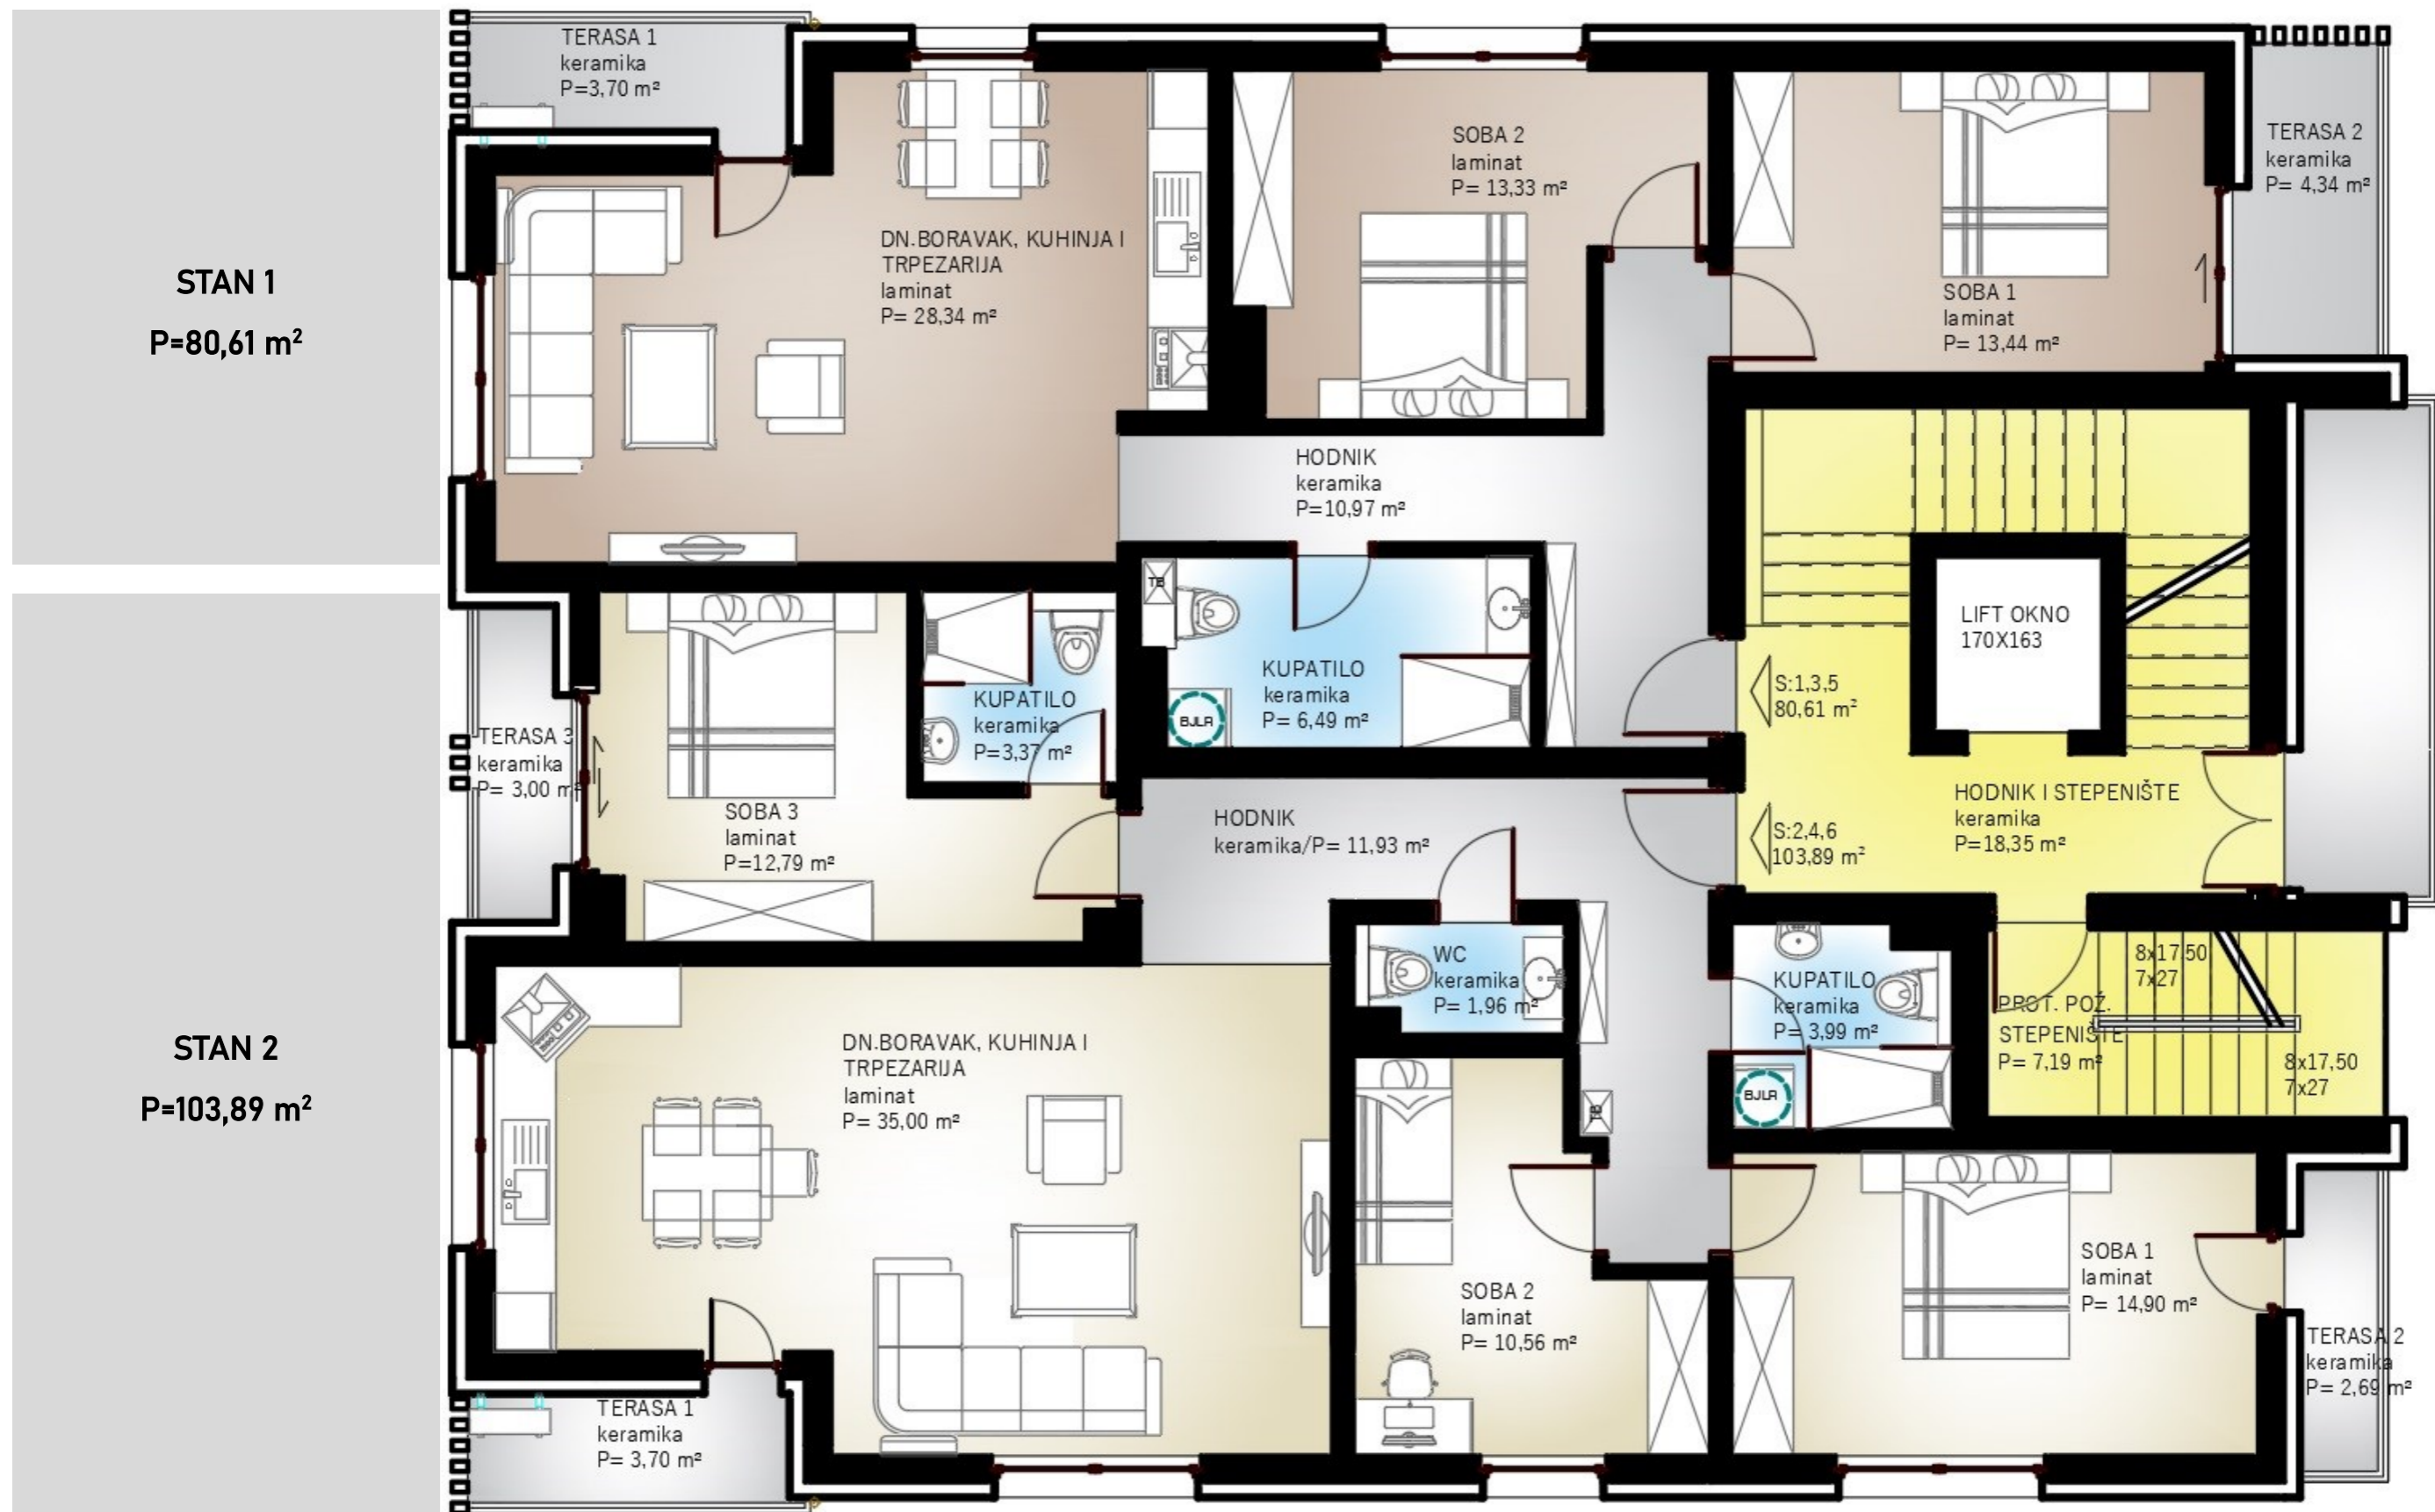 STAN 1
P=80,61 m²
TERASA 1
keramika
P=3,70 m²
DN.BORAVAK, KUHINJA I
TRPEZARIJA
laminat
P= 28,34 m²
SOBA 2
laminat
P= 13,33 m²
SOBA 1
laminat
P= 13,44 m²
TERASA 2
keramika
P= 4,34 m²
HODNIK
keramika
P=10,97 m²
TB
KUPATILO
keramika
P= 6,49 m²
BJLA
LIFT OKNO
170X163
S:1,3,5
80,61 m²
S:2,4,6
103,89 m²
HODNIK I STEPENIŠTE
keramika
P=18,35 m²
STAN 2
P=103,89 m²
TERASA 3
keramika
P= 3,00 m²
SOBA 3
laminat
P=12,79 m²
KUPATILO
keramika
P=3,37 m²
HODNIK
keramika/P= 11,93 m²
WC
keramika
P= 1,96 m²
KUPATILO
keramika
P= 3,99 m²
BJLA
TB
PROT. POŽ.
STEPENIŠTE
P= 7,19 m²
8x17,50
7x27
8x17,50
7x27
DN.BORAVAK, KUHINJA I
TRPEZARIJA
laminat
P= 35,00 m²
SOBA 2
laminat
P= 10,56 m²
SOBA 1
laminat
P= 14,90 m²
TERASA 2
keramika
P= 2,69 m²
TERASA 1
keramika
P= 3,70 m²